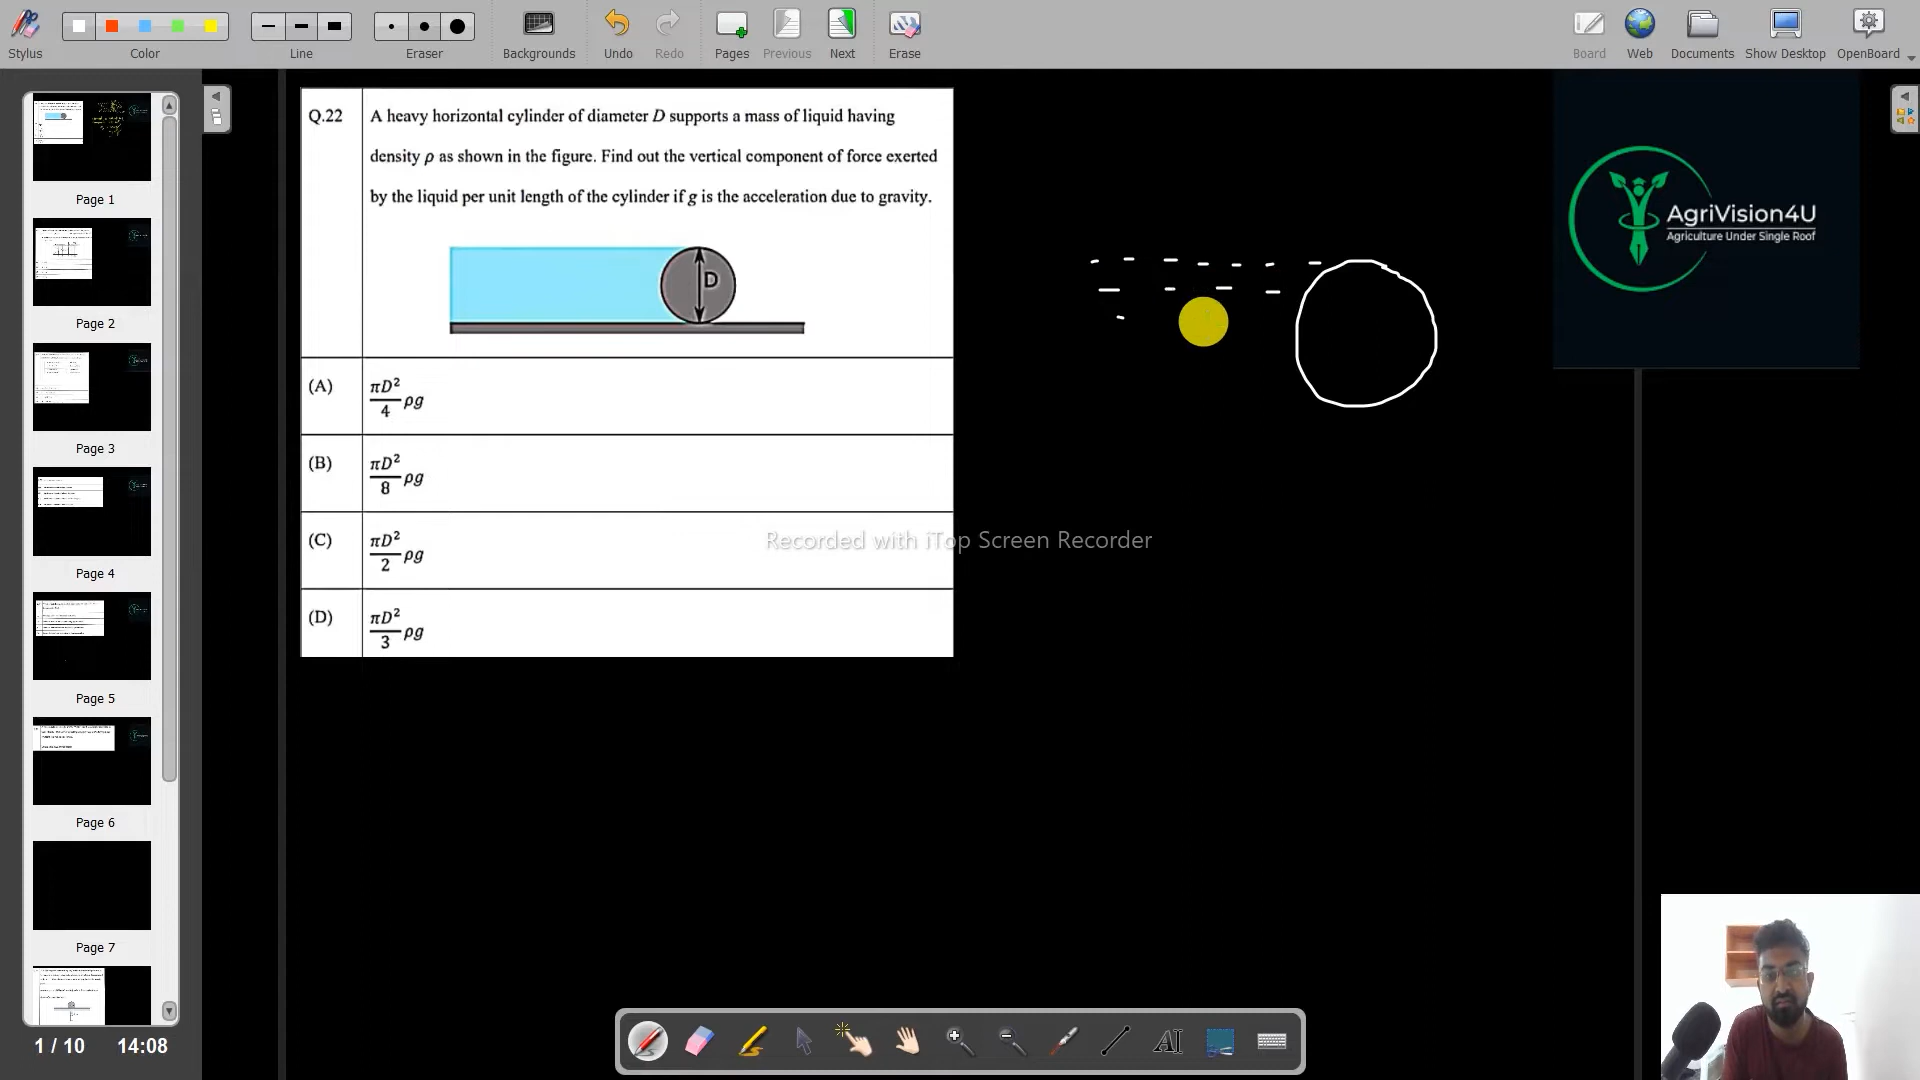 Stylus
Color
Line
Eraser
Backgrounds
Undo
Redo
Pages
Previous
Next
Erase
Board
Web
Documents
Show Desktop
OpenBoard
Page 1
Page 2
Page 3
Page 4
Page 5
Page 6
Page 7
1 / 10 14:08
Q.22 A heavy horizontal cylinder of diameter D supports a mass of liquid having
density ρ as shown in the figure. Find out the vertical component of force exerted
by the liquid per unit length of the cylinder if g is the acceleration due to gravity.
D
(A) πD²/4 ρg
(B) πD²/8 ρg
(C) πD²/2 ρg
(D) πD²/3 ρg
Recorded with iTop Screen Recorder
AgriVision4U
Agriculture Under Single Roof
AI